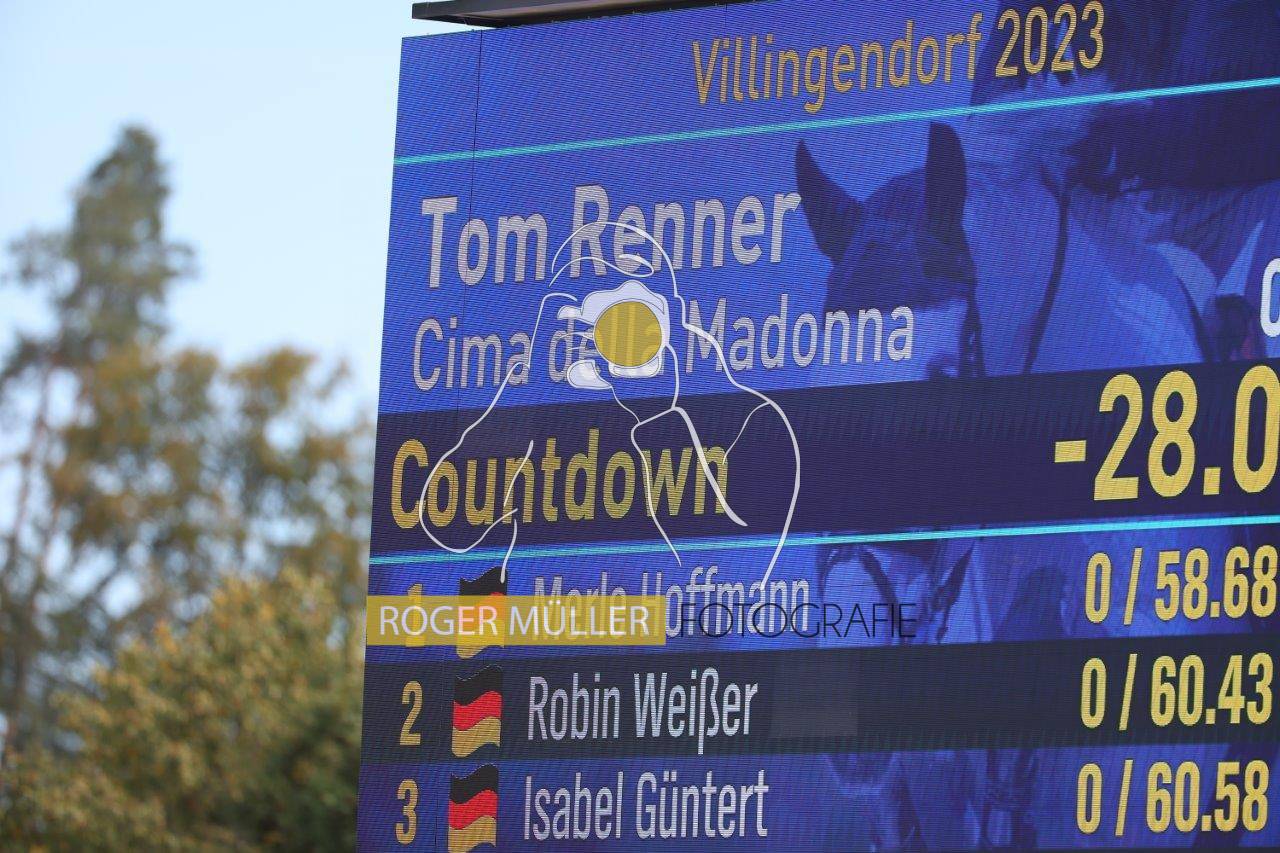 Villingendorf 2023
Tom Renner
Cima della Madonna
Countdown -28.0
1 Merle Hoffmann 0 / 58.68
ROGER MÜLLER FOTOGRAFIE
2 Robin Weißer 0 / 60.43
3 Isabel Güntert 0 / 60.58